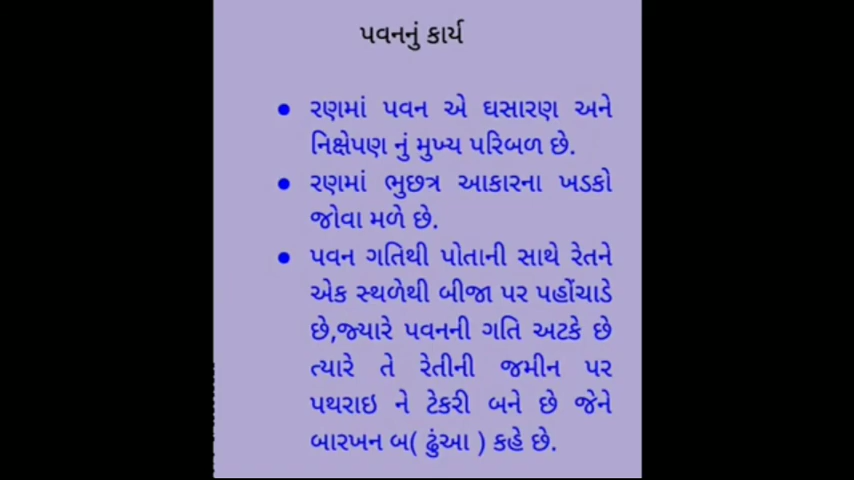 પવનનું કાર્ય
● રણમાં પવન એ ઘસારણ અને
નિક્ષેપણ નું મુખ્ય પરિબળ છે.
● રણમાં ભુછત્ર આકારના ખડકો
જોવા મળે છે.
● પવન ગતિથી પોતાની સાથે રેતને
એક સ્થળેથી બીજા પર પહોંચાડે
છે,જ્યારે પવનની ગતિ અટકે છે
ત્યારે તે રેતીની જમીન પર
પથરાઇ ને ટેકરી બને છે જેને
બારખન બ( ઢુંઆ ) કહે છે.